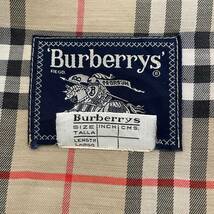 'Burberrys
REGD.
®
Burberrys
SIZE INCH CMS.
TALLA
LENGTH
LARGO